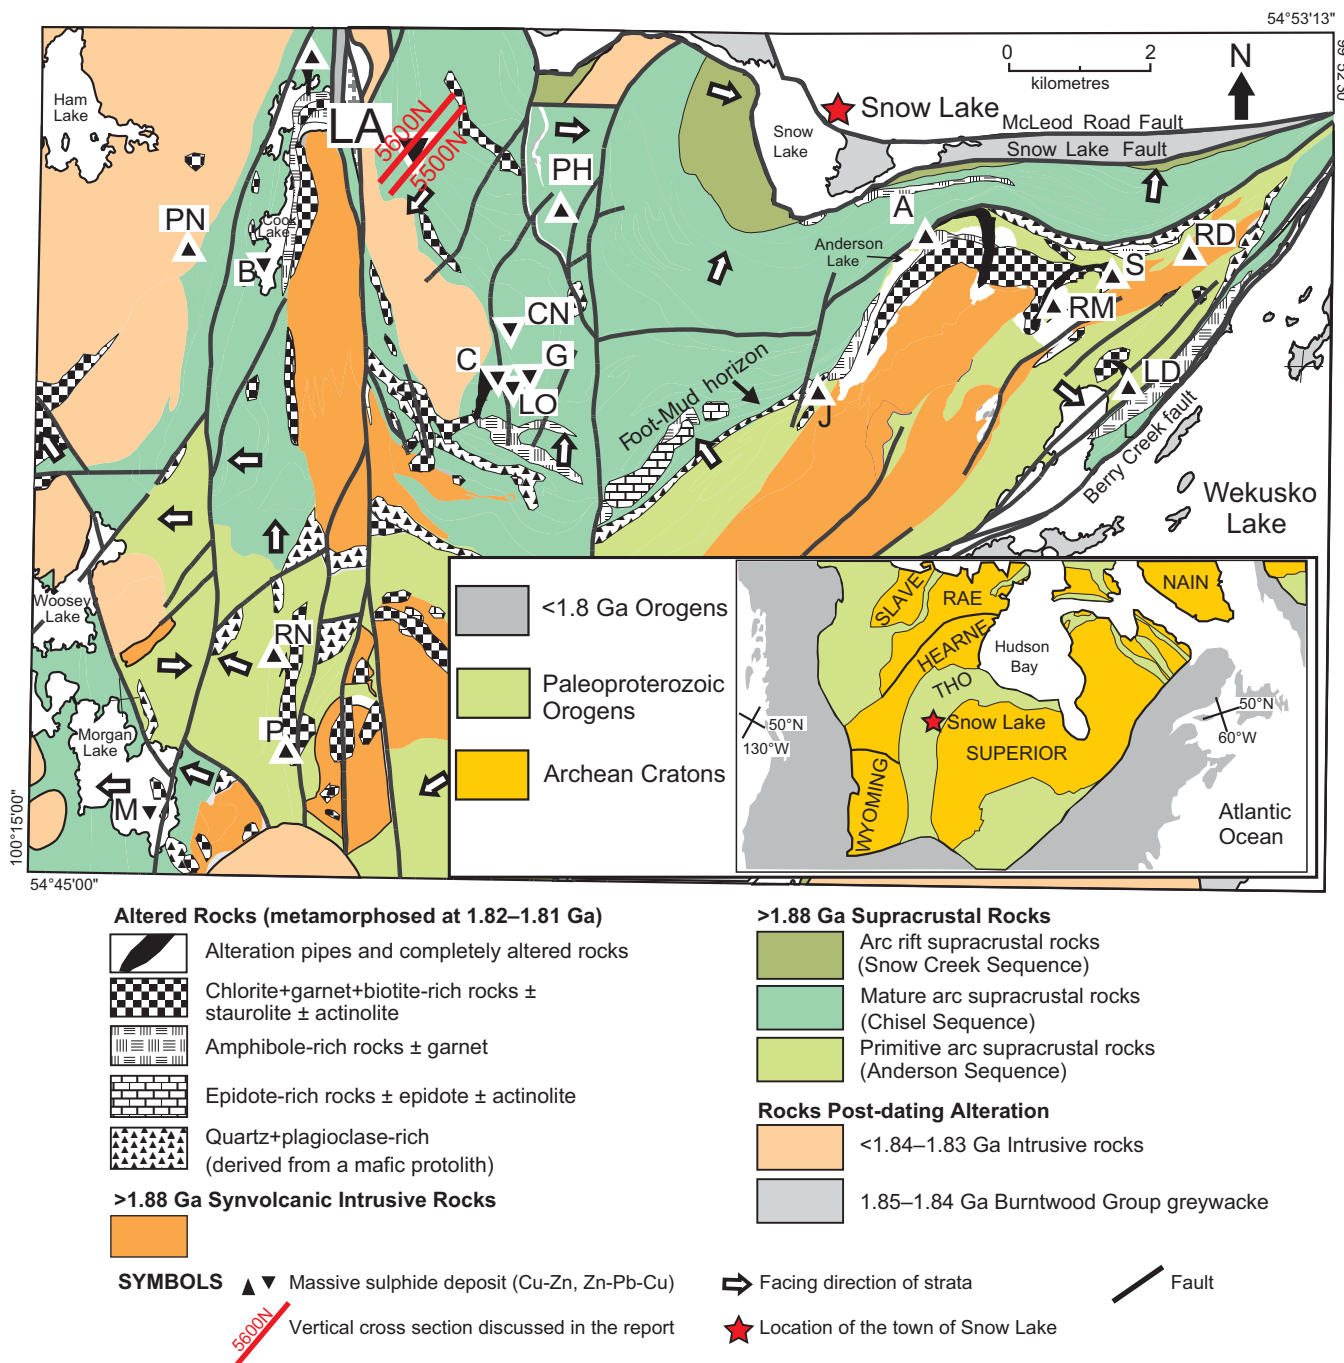 54°53'13"
99°52'30"
0 2
kilometres
N
Ham
Lake
LA
5600N
5500N
Snow Lake
Snow
Lake
McLeod Road Fault
Snow Lake Fault
PH
PN
Cook
Lake
B
A
Anderson
Lake
RD
S
RM
CN
C
G
LO
LD
J
Foot-Mud horizon
Berry Creek fault
Wekusko
Lake
Woosey
Lake
RN
P
Morgan
Lake
M
100°15'00"
54°45'00"
<1.8 Ga Orogens
Paleoproterozoic
Orogens
Archean Cratons
SLAVE
RAE
NAIN
HEARNE
Hudson
Bay
THO
Snow Lake
SUPERIOR
WYOMING
50°N
130°W
50°N
60°W
Atlantic
Ocean
Altered Rocks (metamorphosed at 1.82–1.81 Ga)
Alteration pipes and completely altered rocks
Chlorite+garnet+biotite-rich rocks ±
staurolite ± actinolite
Amphibole-rich rocks ± garnet
Epidote-rich rocks ± epidote ± actinolite
Quartz+plagioclase-rich
(derived from a mafic protolith)
>1.88 Ga Synvolcanic Intrusive Rocks
>1.88 Ga Supracrustal Rocks
Arc rift supracrustal rocks
(Snow Creek Sequence)
Mature arc supracrustal rocks
(Chisel Sequence)
Primitive arc supracrustal rocks
(Anderson Sequence)
Rocks Post-dating Alteration
<1.84–1.83 Ga Intrusive rocks
1.85–1.84 Ga Burntwood Group greywacke
SYMBOLS
Massive sulphide deposit (Cu-Zn, Zn-Pb-Cu)
Facing direction of strata
Fault
5600N
Vertical cross section discussed in the report
Location of the town of Snow Lake